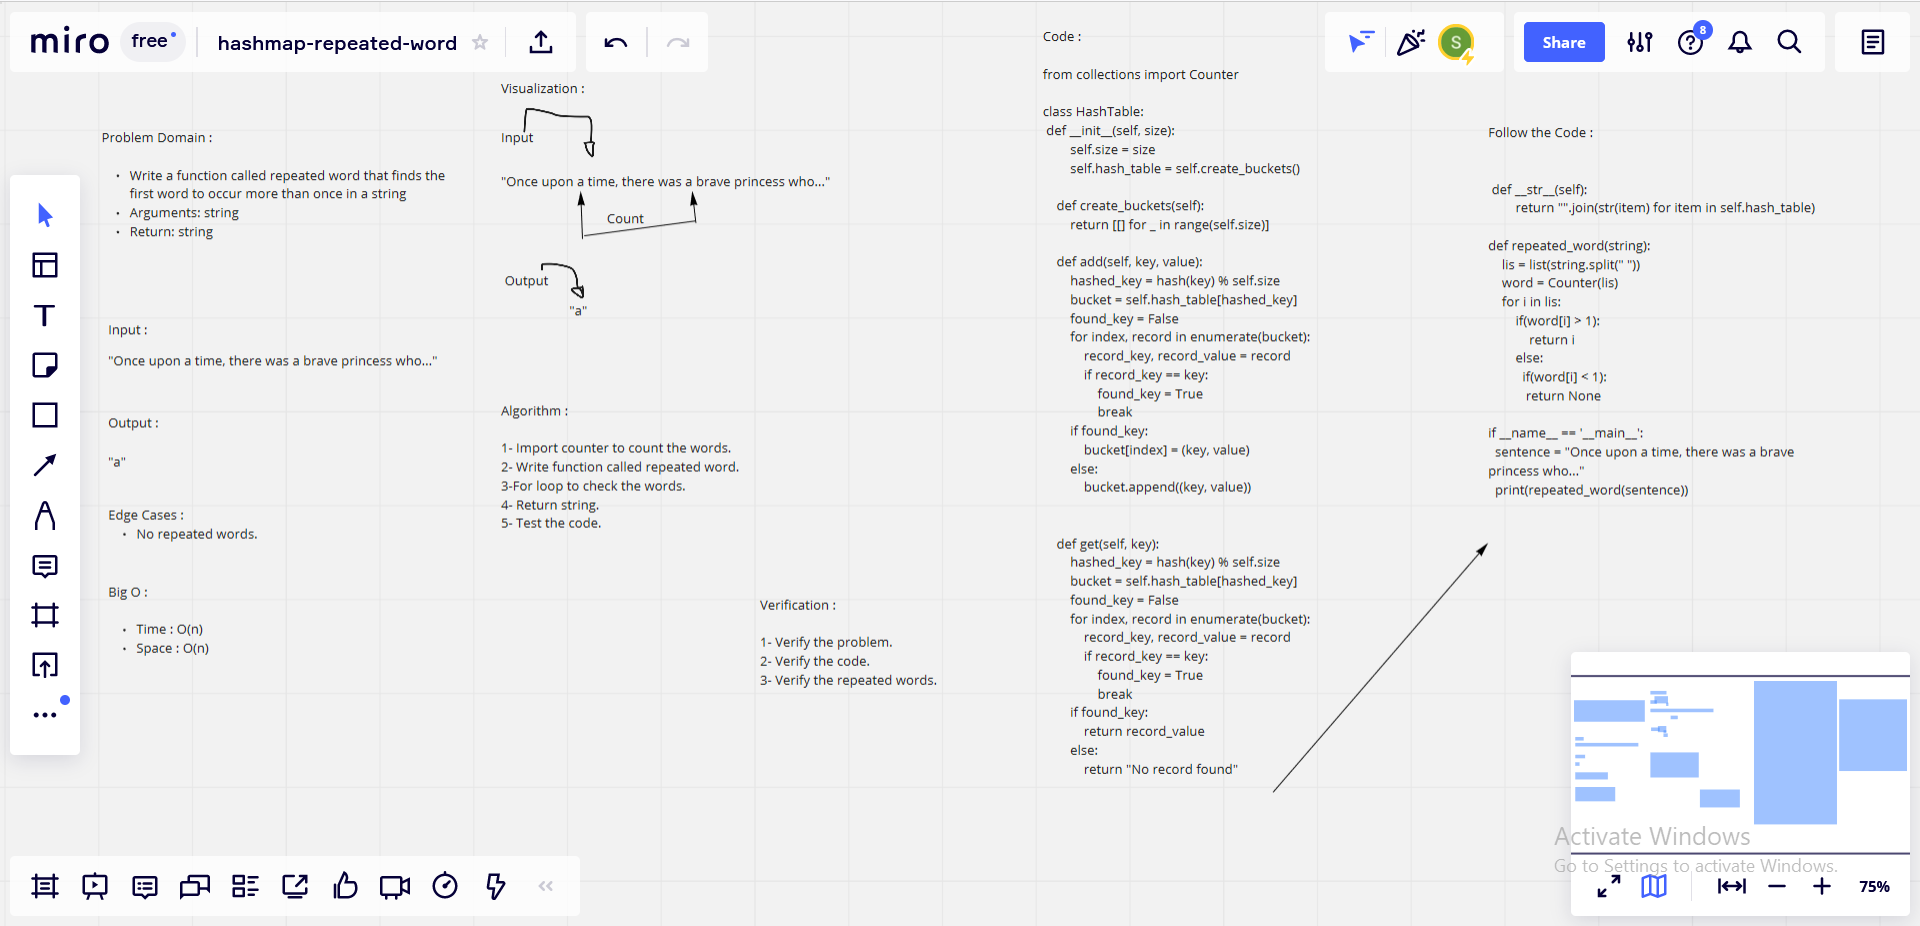 miro
free
hashmap-repeated-word
S
Share
8
Problem Domain :
• Write a function called repeated word that finds the
first word to occur more than once in a string
• Arguments: string
• Return: string
Input :
"Once upon a time, there was a brave princess who..."
Output :
"a"
Edge Cases :
• No repeated words.
Big O :
• Time : O(n)
• Space : O(n)
Visualization :
Input
"Once upon a time, there was a brave princess who..."
Count
Output
"a"
Algorithm :
1- Import counter to count the words.
2- Write function called repeated word.
3-For loop to check the words.
4- Return string.
5- Test the code.
Verification :
1- Verify the problem.
2- Verify the code.
3- Verify the repeated words.
Code :
from collections import Counter
class HashTable:
def __init__(self, size):
self.size = size
self.hash_table = self.create_buckets()
def create_buckets(self):
return [[] for _ in range(self.size)]
def add(self, key, value):
hashed_key = hash(key) % self.size
bucket = self.hash_table[hashed_key]
found_key = False
for index, record in enumerate(bucket):
record_key, record_value = record
if record_key == key:
found_key = True
break
if found_key:
bucket[index] = (key, value)
else:
bucket.append((key, value))
def get(self, key):
hashed_key = hash(key) % self.size
bucket = self.hash_table[hashed_key]
found_key = False
for index, record in enumerate(bucket):
record_key, record_value = record
if record_key == key:
found_key = True
break
if found_key:
return record_value
else:
return "No record found"
Follow the Code :
def __str__(self):
return "".join(str(item) for item in self.hash_table)
def repeated_word(string):
lis = list(string.split(" "))
word = Counter(lis)
for i in lis:
if(word[i] > 1):
return i
else:
if(word[i] < 1):
return None
if __name__ == '__main__':
sentence = "Once upon a time, there was a brave
princess who..."
print(repeated_word(sentence))
Activate Windows
Go to Settings to activate Windows.
75%